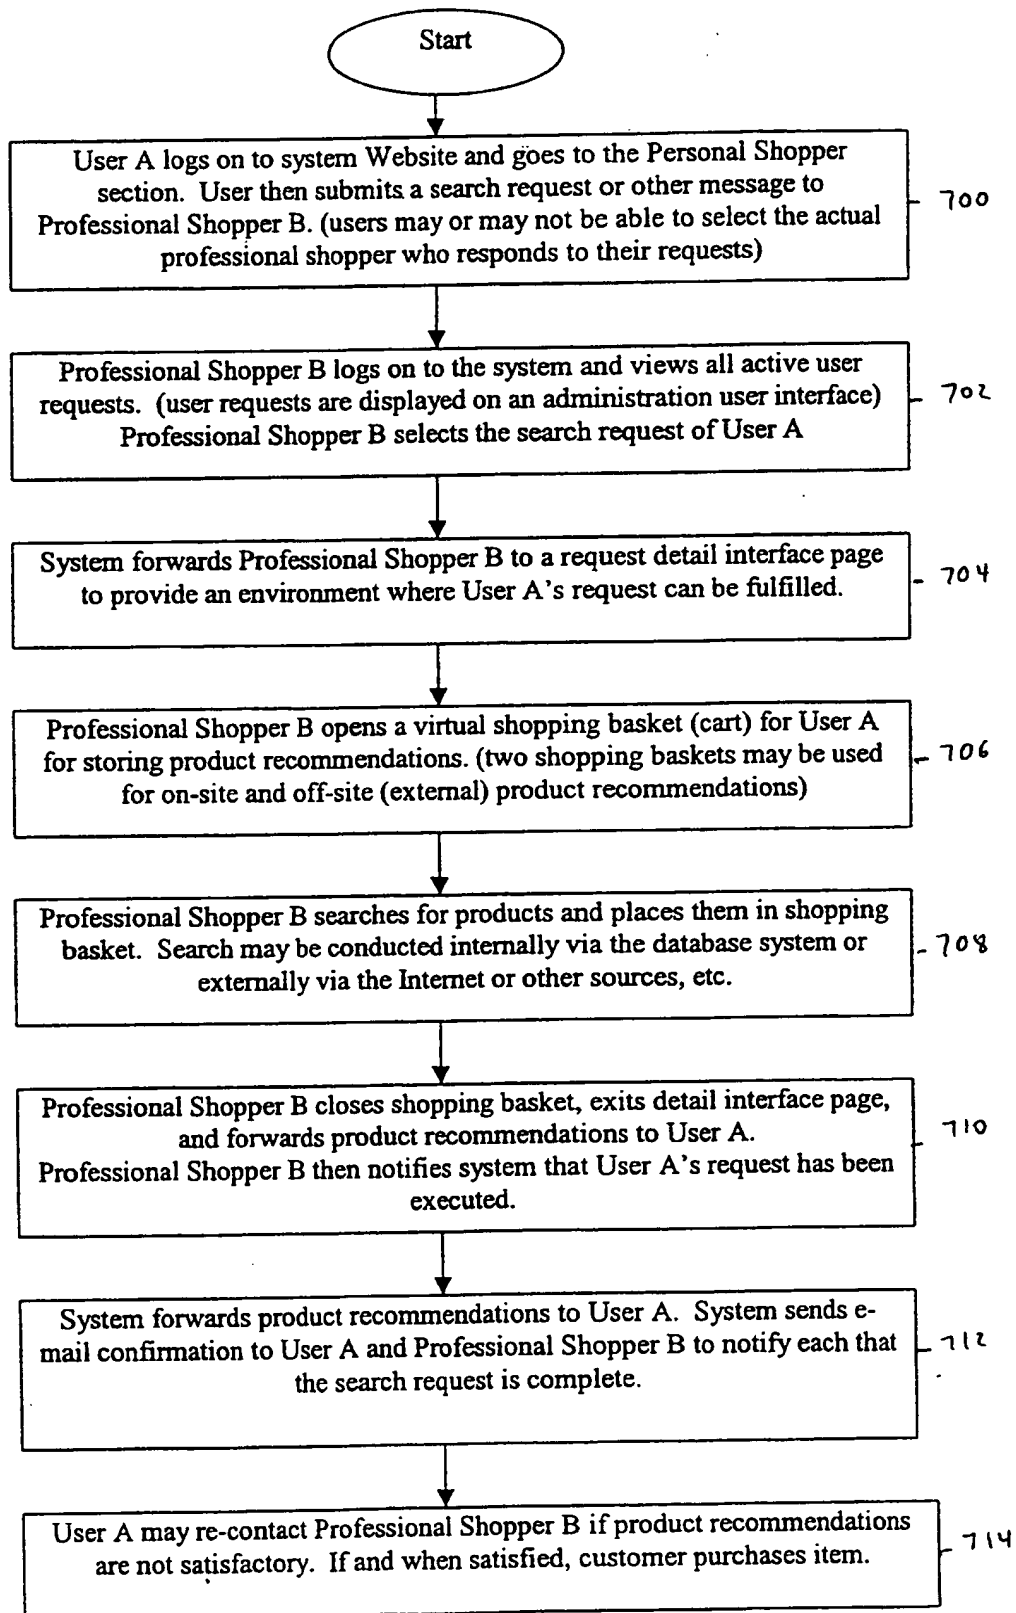 Start
User A logs on to system Website and goes to the Personal Shopper
section. User then submits a search request or other message to
Professional Shopper B. (users may or may not be able to select the actual
professional shopper who responds to their requests)
700
Professional Shopper B logs on to the system and views all active user
requests. (user requests are displayed on an administration user interface)
Professional Shopper B selects the search request of User A
702
System forwards Professional Shopper B to a request detail interface page
to provide an environment where User A's request can be fulfilled.
704
Professional Shopper B opens a virtual shopping basket (cart) for User A
for storing product recommendations. (two shopping baskets may be used
for on-site and off-site (external) product recommendations)
706
Professional Shopper B searches for products and places them in shopping
basket. Search may be conducted internally via the database system or
externally via the Internet or other sources, etc.
708
Professional Shopper B closes shopping basket, exits detail interface page,
and forwards product recommendations to User A.
Professional Shopper B then notifies system that User A's request has been
executed.
710
System forwards product recommendations to User A. System sends e-
mail confirmation to User A and Professional Shopper B to notify each that
the search request is complete.
712
User A may re-contact Professional Shopper B if product recommendations
are not satisfactory. If and when satisfied, customer purchases item.
714